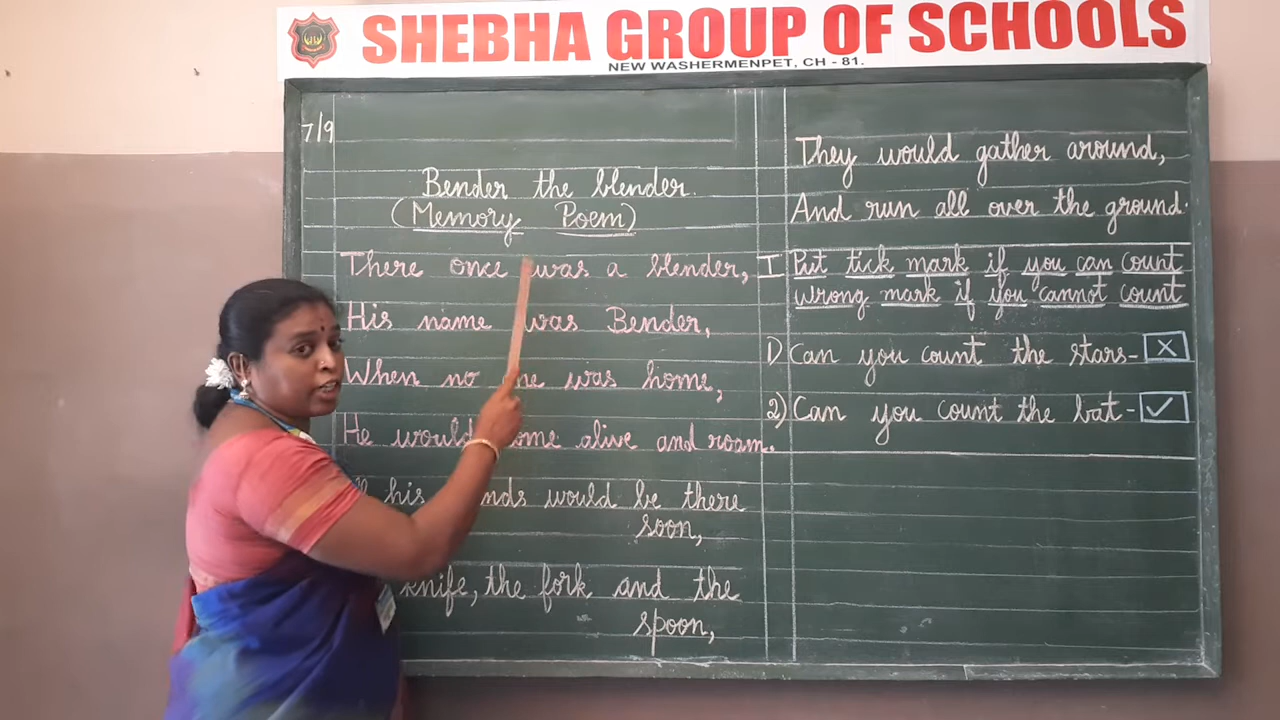 SHEBHA GROUP OF SCHOOLS
NEW WASHERMENPET, CH - 81.
7/9
Bender the blender.
(Memory Poem)
There once was a blender,
His name was Bender,
When no ne was home,
He would ome alive and roam.
his nds would be there
soon,
knife, the fork and the
spoon,
They would gather around,
And run all over the ground.
I Put tick mark if you can count
wrong mark if you cannot count
1) Can you count the stars- ✗
2) Can you count the bat- ✓